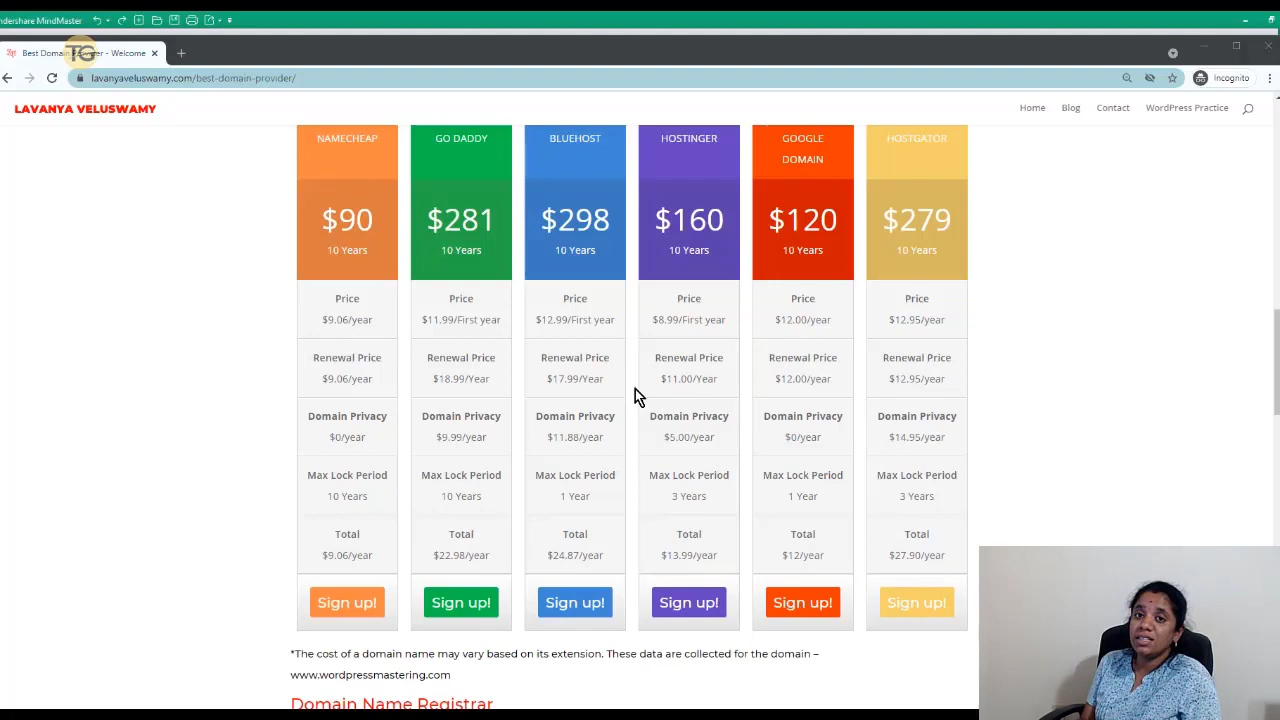 ndershare MindMaster
Best Domain Provider - Welcome
TG
lavanyaveluswamy.com/best-domain-provider/
Incognito
LAVANYA VELUSWAMY
Home Blog Contact WordPress Practice
NAMECHEAP
$90
10 Years
Price
$9.06/year
Renewal Price
$9.06/year
Domain Privacy
$0/year
Max Lock Period
10 Years
Total
$9.06/year
Sign up!
GO DADDY
$281
10 Years
Price
$11.99/First year
Renewal Price
$18.99/Year
Domain Privacy
$9.99/year
Max Lock Period
10 Years
Total
$22.98/year
Sign up!
BLUEHOST
$298
10 Years
Price
$12.99/First year
Renewal Price
$17.99/Year
Domain Privacy
$11.88/year
Max Lock Period
1 Year
Total
$24.87/year
Sign up!
HOSTINGER
$160
10 Years
Price
$8.99/First year
Renewal Price
$11.00/Year
Domain Privacy
$5.00/year
Max Lock Period
3 Years
Total
$13.99/year
Sign up!
GOOGLE
DOMAIN
$120
10 Years
Price
$12.00/year
Renewal Price
$12.00/year
Domain Privacy
$0/year
Max Lock Period
1 Year
Total
$12/year
Sign up!
HOSTGATOR
$279
10 Years
Price
$12.95/year
Renewal Price
$12.95/year
Domain Privacy
$14.95/year
Max Lock Period
3 Years
Total
$27.90/year
Sign up!
*The cost of a domain name may vary based on its extension. These data are collected for the domain –
www.wordpressmastering.com
Domain Name Registrar